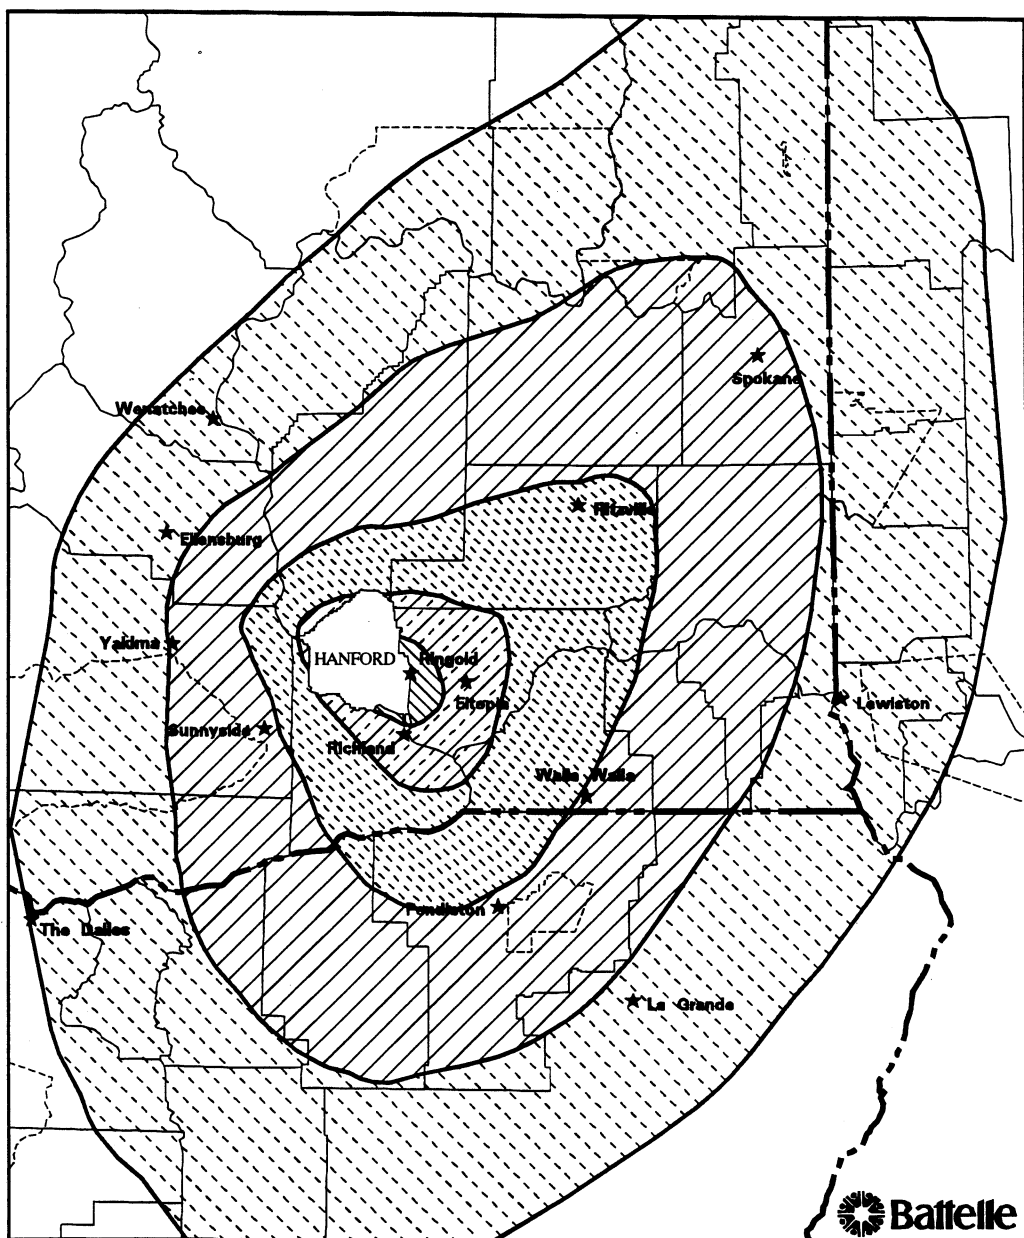 Spokane
Wenatchee
Ritzville
Ellensburg
Yakima
HANFORD
Ringold
Eltopia
Lewiston
Sunnyside
Richland
Walla Walla
Pendleton
The Dalles
La Grande
Battelle